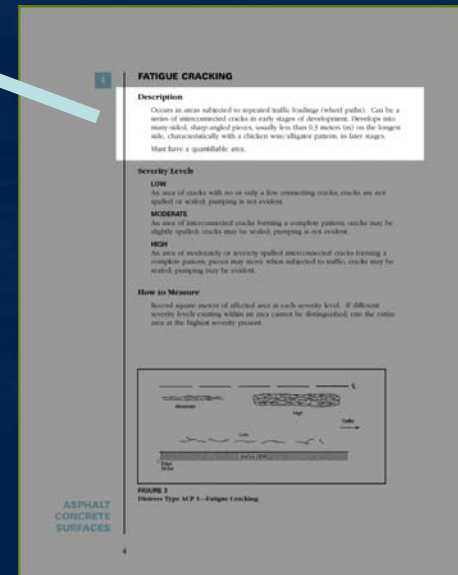 1
FATIGUE CRACKING
Description
Occurs in areas subjected to repeated traffic loadings (wheel paths). Can be a
series of interconnected cracks in early stages of development. Develops into
many-sided, sharp-angled pieces, usually less than 0.3 meters (m) on the longest
side, characteristically with a chicken wire/alligator pattern, in later stages.
Must have a quantifiable area.
Severity Levels
LOW
An area of cracks with no or only a few connecting cracks; cracks are not
spalled or sealed; pumping is not evident.
MODERATE
An area of interconnected cracks forming a complete pattern; cracks may be
slightly spalled; cracks may be sealed; pumping is not evident.
HIGH
An area of moderately or severely spalled interconnected cracks forming a
complete pattern; pieces may move when subjected to traffic; cracks may be
sealed; pumping may be evident.
How to Measure
Record square meters of affected area at each severity level. If different
severity levels existing within an area cannot be distinguished, rate the entire
area at the highest severity present.
Moderate
High
Traffic
Low
Edge
Stripe
FIGURE 3
Distress Type ACP 1—Fatigue Cracking
ASPHALT
CONCRETE
SURFACES
4